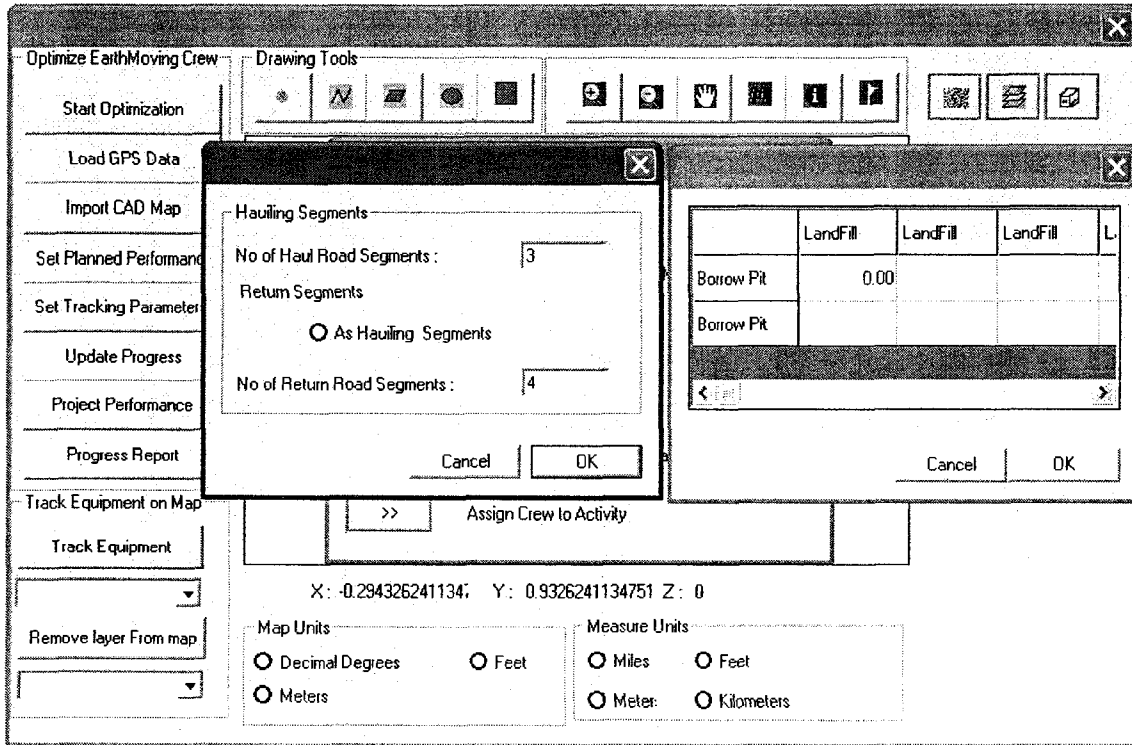 Optimize EarthMoving Crew
Drawing Tools
Start Optimization
Load GPS Data
Import CAD Map
Set Planned Performanc
Set Tracking Parameter
Update Progress
Project Performance
Progress Report
Track Equipment on Map
Track Equipment
Remove layer From map
Hauiling Segments
No of Haul Road Segments : 3
Return Segments
As Hauiling Segments
No of Return Road Segments : 4
Cancel OK
LandFill LandFill LandFill L
Borrow Pit 0.00
Borrow Pit
Cancel OK
>> Assign Crew to Activity
X : -0.294326241134 Y : 0.9326241134751 Z : 0
Map Units
Decimal Degrees Feet
Meters
Measure Units
Miles Feet
Meter: Kilometers